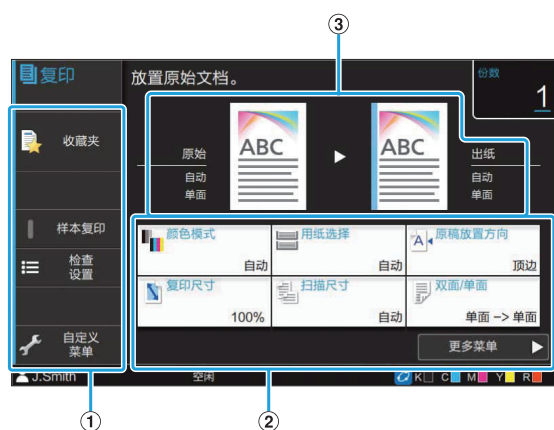 ③
复印
放置原始文档。
份数
1
收藏夹
样本复印
检查
设置
自定义
菜单
原始
自动
单面
ABC
ABC
出纸
自动
单面
颜色模式
自动
用纸选择
自动
A
原稿放置方向
顶边
复印尺寸
100%
扫描尺寸
自动
双面/单面
单面 -> 单面
更多菜单
J.Smith
空闲
K C M Y R
① ②